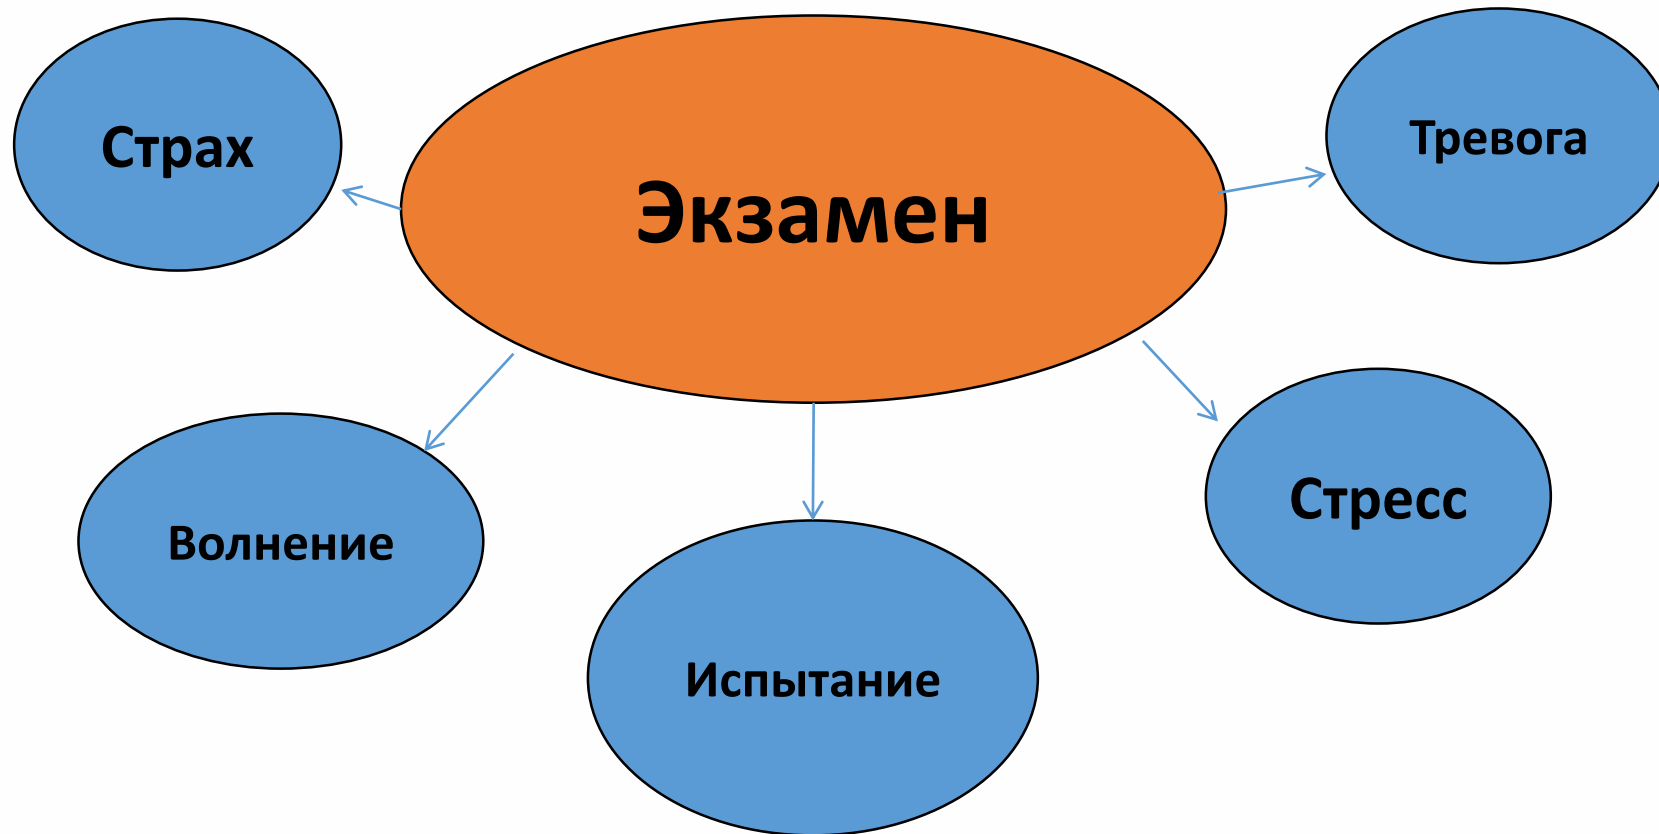 Экзамен
Страх
Тревога
Волнение
Стресс
Испытание